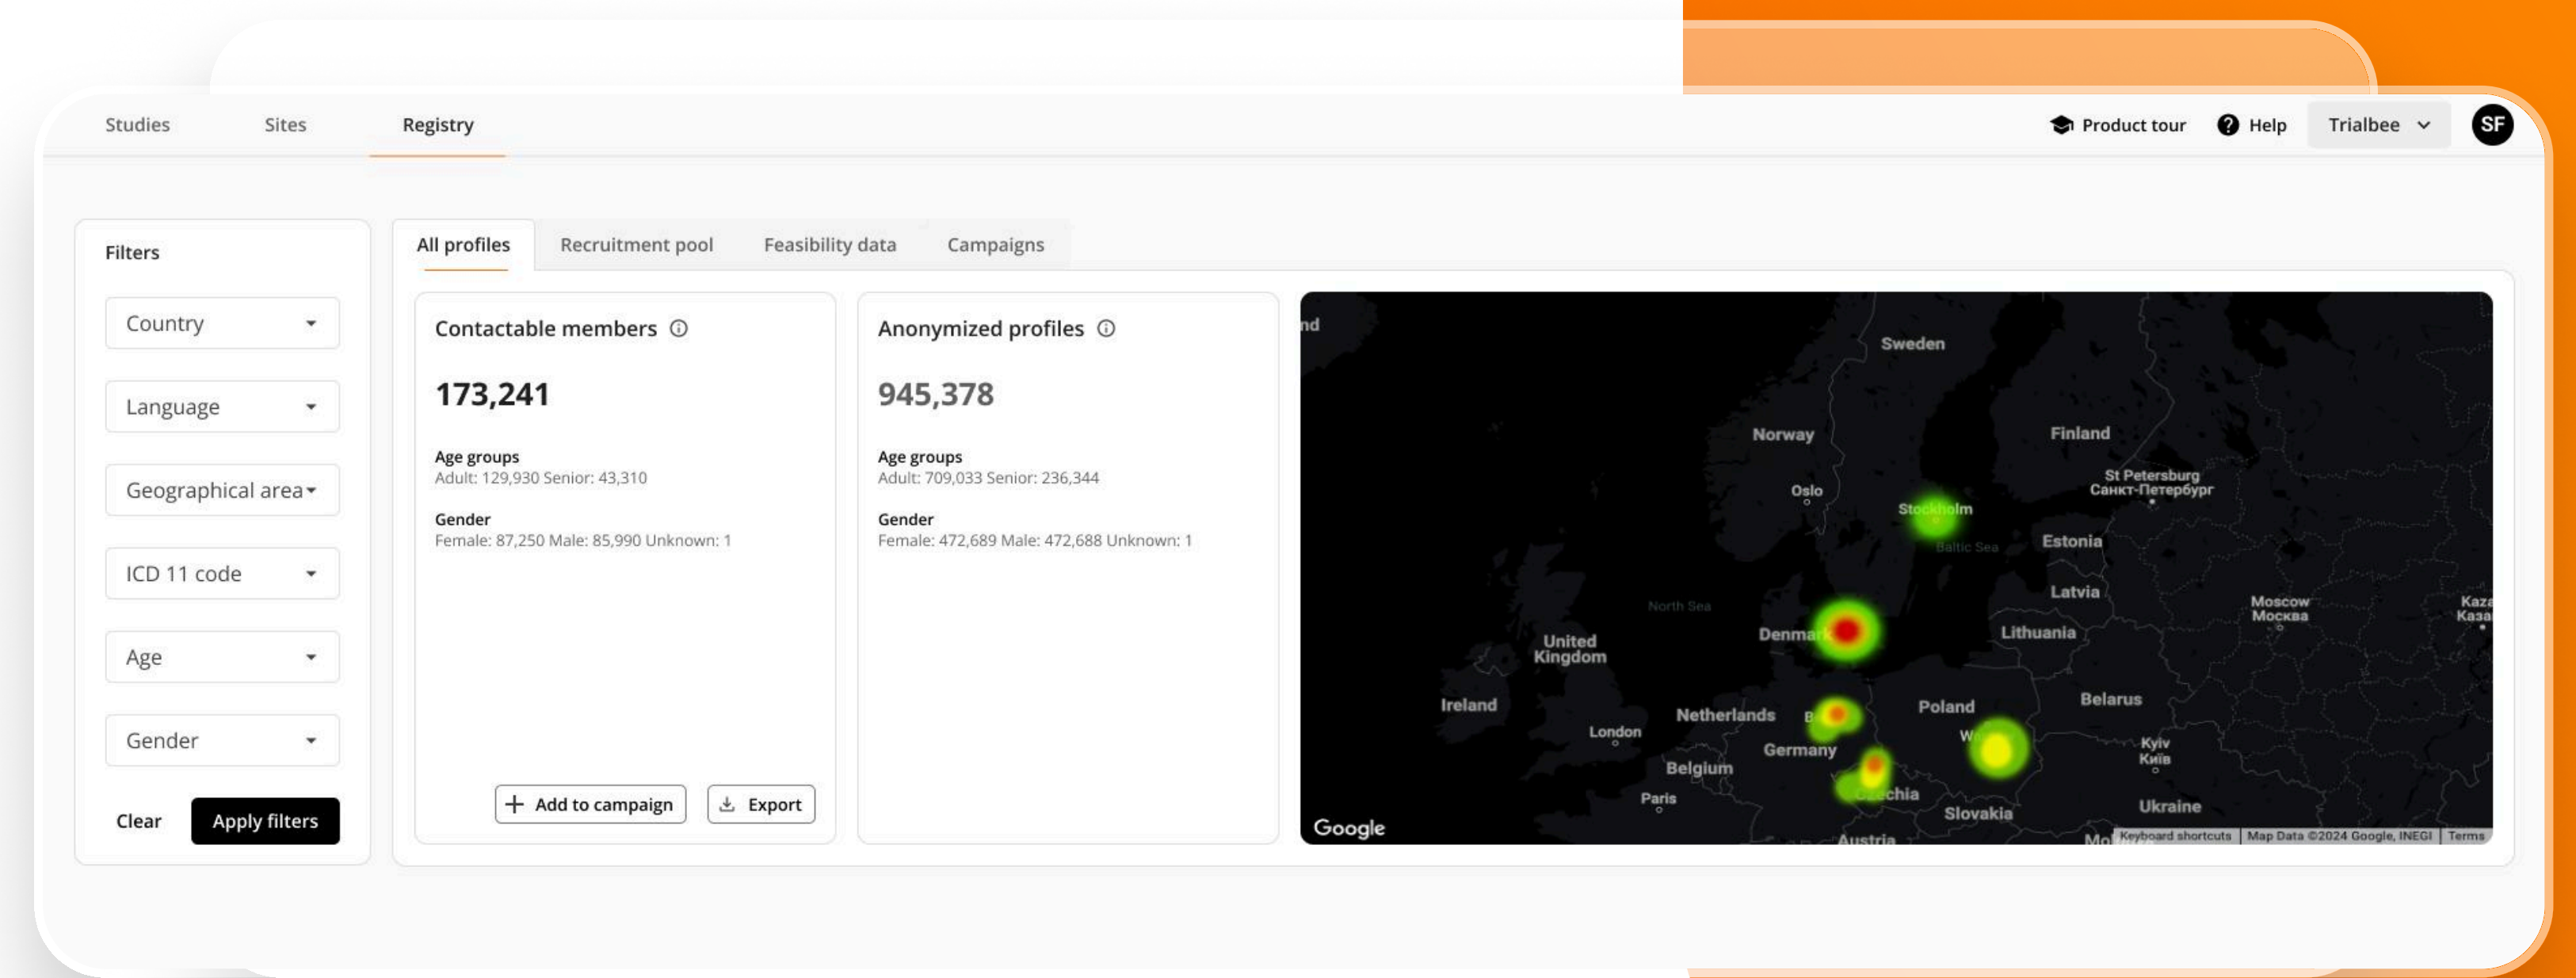 Studies Sites Registry Product tour Help Trialbee SF
Filters
Country
Language
Geographical area
ICD 11 code
Age
Gender
Clear Apply filters
All profiles Recruitment pool Feasibility data Campaigns
Contactable members
173,241
Age groups
Adult: 129,930 Senior: 43,310
Gender
Female: 87,250 Male: 85,990 Unknown: 1
Add to campaign Export
Anonymized profiles
945,378
Age groups
Adult: 709,033 Senior: 236,344
Gender
Female: 472,689 Male: 472,688 Unknown: 1
nd
Sweden
Norway
Finland
St Petersburg
Санкт-Петербург
Oslo
Stockholm
Baltic Sea
Estonia
Latvia
North Sea
Moscow
Москва
Kaza
Каза
Denmark
Lithuania
United
Kingdom
Ireland
Netherlands
Poland
Belarus
London
Germany
Kyiv
Київ
Belgium
Paris
Czechia
Slovakia
Ukraine
Austria
Google
Keyboard shortcuts Map Data ©2024 Google, INEGI Terms